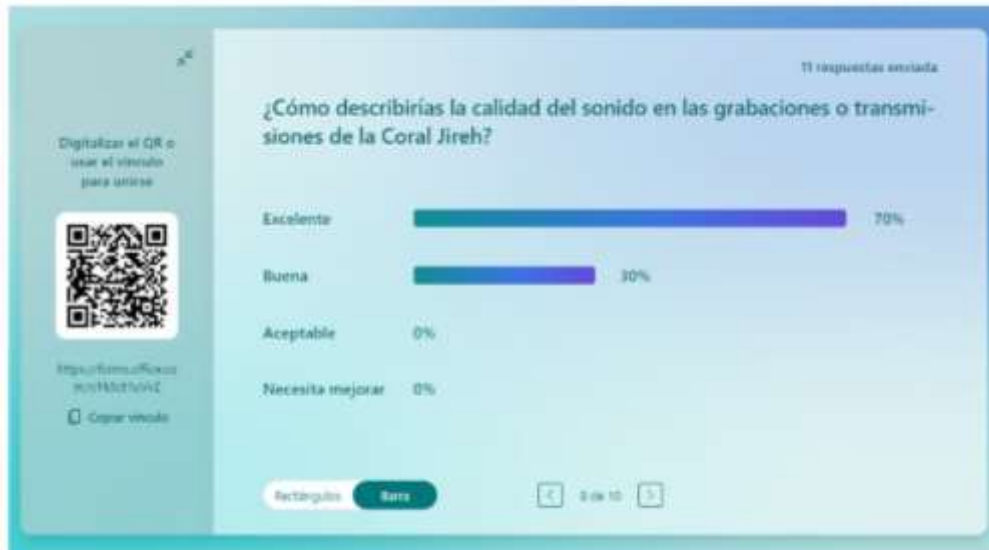 11 respuestas enviada
¿Cómo describirías la calidad del sonido en las grabaciones o transmi-
siones de la Coral Jireh?
Digitalizar el QR o
usar el vínculo
para unirse
Excelente 70%
Buena 30%
Aceptable 0%
Necesita mejorar 0%
Copiar vínculo
Rectángulos Barra
de 10